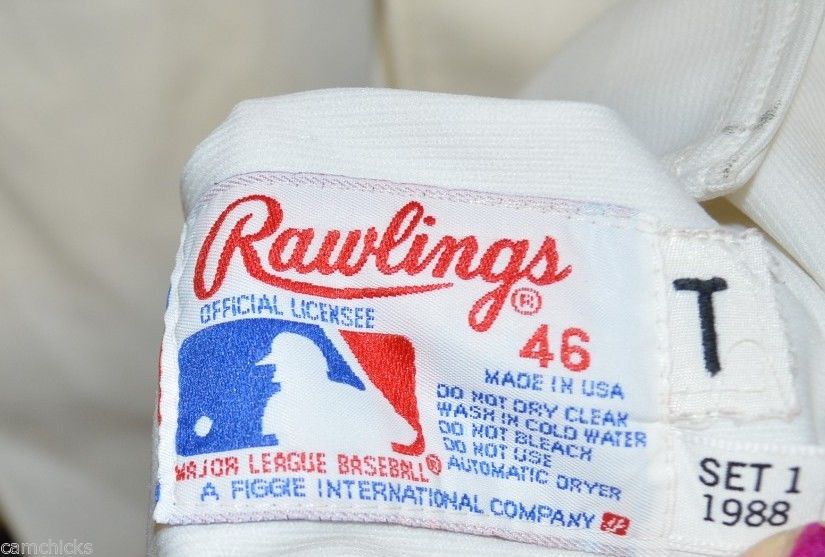 Rawlings®
OFFICIAL LICENSEE
46
MADE IN USA
DO NOT DRY CLEAN
WASH IN COLD WATER
DO NOT BLEACH
DO NOT USE
AUTOMATIC DRYER
MAJOR LEAGUE BASEBALL®
A FIGGIE INTERNATIONAL COMPANY
T
SET 1
1988
camchicks